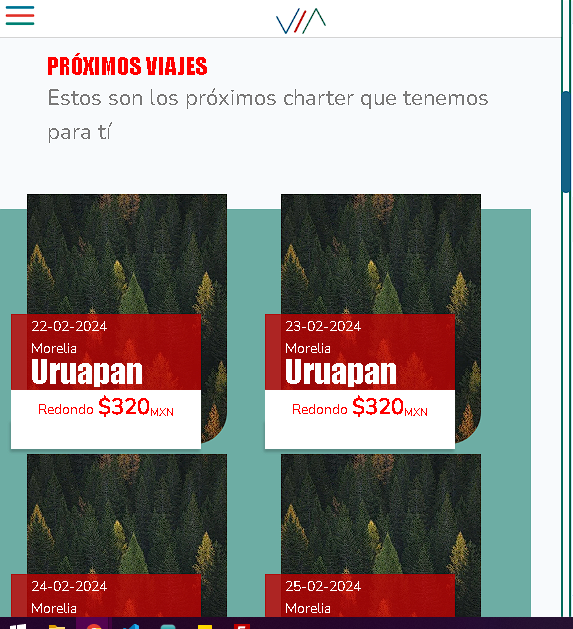 VIA
PRÓXIMOS VIAJES
Estos son los próximos charter que tenemos
para tí
22-02-2024
Morelia
Uruapan
Redondo $320MXN
23-02-2024
Morelia
Uruapan
Redondo $320MXN
24-02-2024
Morelia
25-02-2024
Morelia